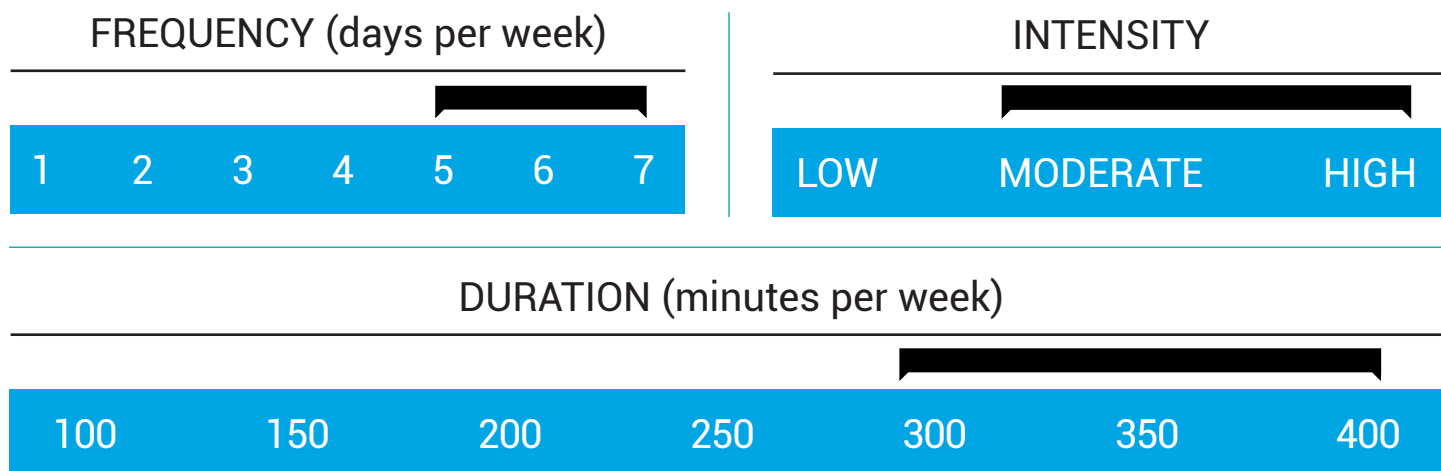 FREQUENCY (days per week)
1 2 3 4 5 6 7
INTENSITY
LOW MODERATE HIGH
DURATION (minutes per week)
100 150 200 250 300 350 400